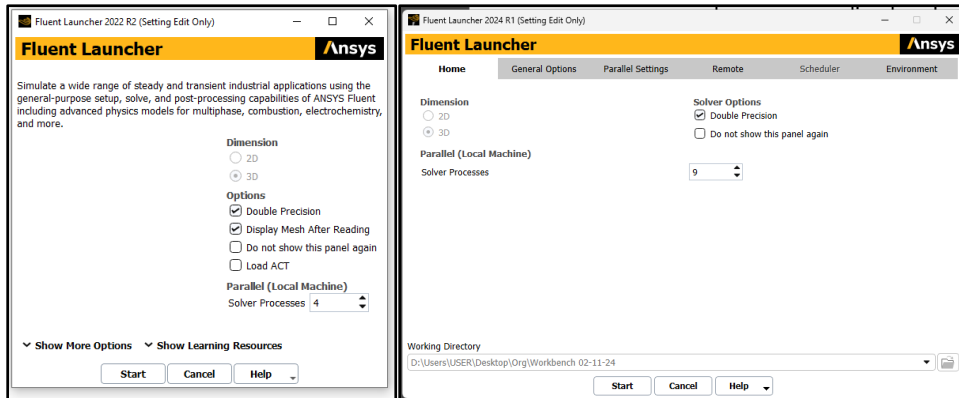 Fluent Launcher 2022 R2 (Setting Edit Only)
Fluent Launcher
Ansys
Simulate a wide range of steady and transient industrial applications using the
general-purpose setup, solve, and post-processing capabilities of ANSYS Fluent
including advanced physics models for multiphase, combustion, electrochemistry,
and more.
Dimension
2D
3D
Options
Double Precision
Display Mesh After Reading
Do not show this panel again
Load ACT
Parallel (Local Machine)
Solver Processes 4
Show More Options Show Learning Resources
Start Cancel Help
Fluent Launcher 2024 R1 (Setting Edit Only)
Fluent Launcher
Ansys
Home General Options Parallel Settings Remote Scheduler Environment
Dimension
2D
3D
Parallel (Local Machine)
Solver Processes 9
Solver Options
Double Precision
Do not show this panel again
Working Directory
D:\Users\USER\Desktop\Org\Workbench 02-11-24
Start Cancel Help